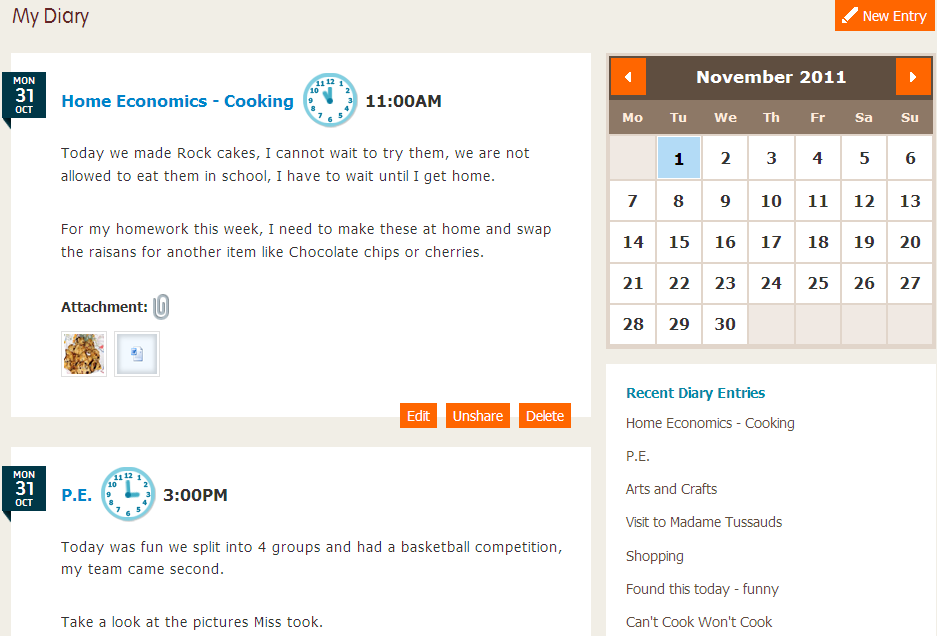 My Diary
New Entry
MON
31
OCT
Home Economics - Cooking
11:00AM
Today we made Rock cakes, I cannot wait to try them, we are not
allowed to eat them in school, I have to wait until I get home.
For my homework this week, I need to make these at home and swap
the raisans for another item like Chocolate chips or cherries.
Attachment:
Edit Unshare Delete
MON
31
OCT
P.E.
3:00PM
Today was fun we split into 4 groups and had a basketball competition,
my team came second.
Take a look at the pictures Miss took.
November 2011
Mo Tu We Th Fr Sa Su
1 2 3 4 5 6
7 8 9 10 11 12 13
14 15 16 17 18 19 20
21 22 23 24 25 26 27
28 29 30
Recent Diary Entries
Home Economics - Cooking
P.E.
Arts and Crafts
Visit to Madame Tussauds
Shopping
Found this today - funny
Can't Cook Won't Cook